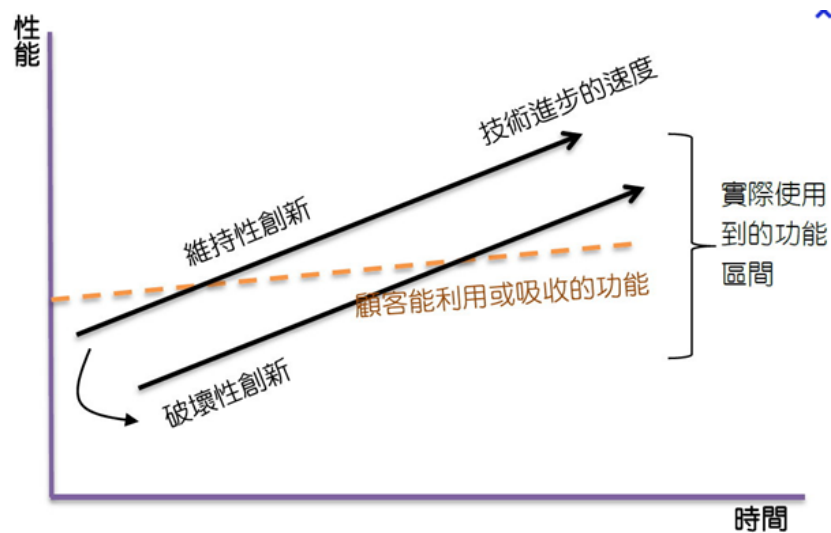 性能
技術進步的速度
維持性創新
實際使用
到的功能
區間
顧客能利用或吸收的功能
破壞性創新
時間